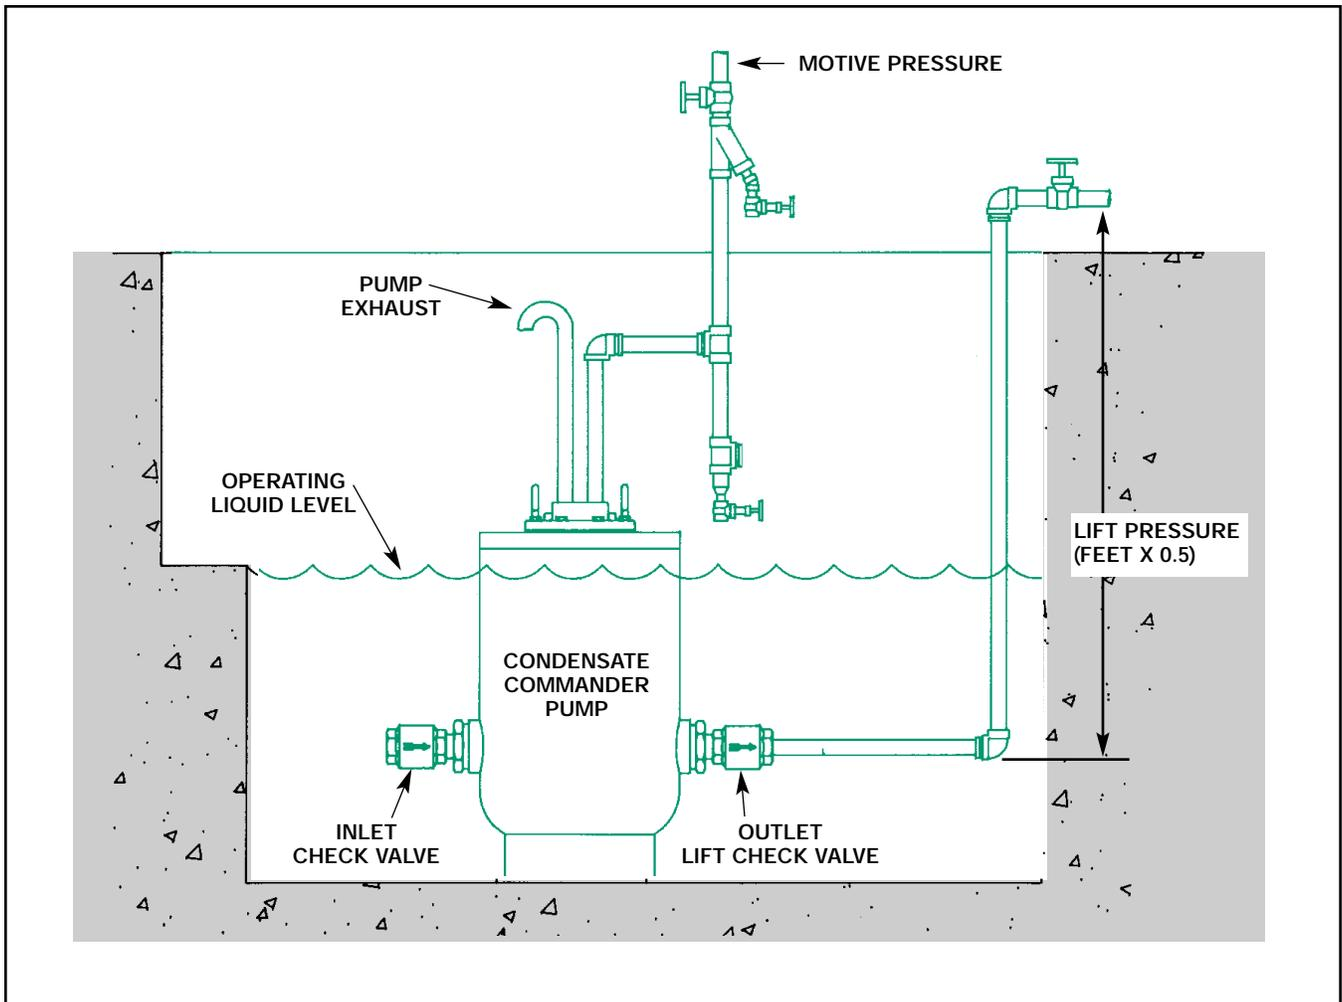 MOTIVE PRESSURE
PUMP
EXHAUST
OPERATING
LIQUID LEVEL
LIFT PRESSURE
(FEET X 0.5)
CONDENSATE
COMMANDER
PUMP
INLET
CHECK VALVE
OUTLET
LIFT CHECK VALVE